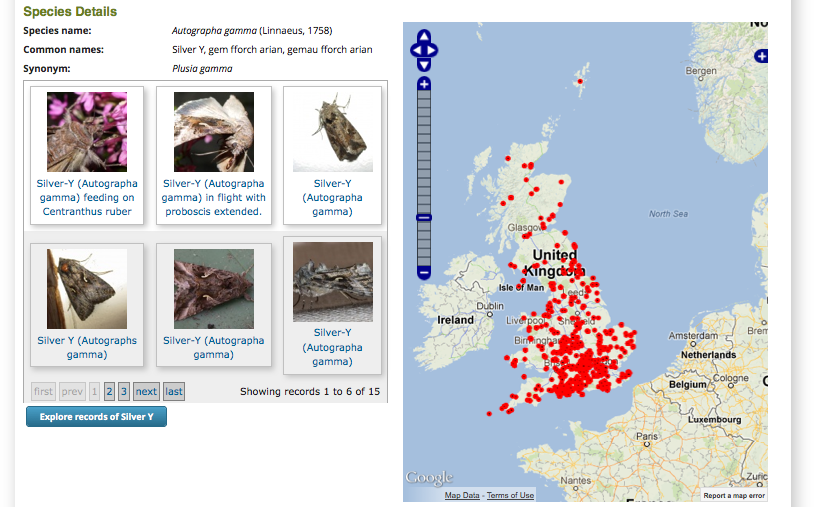 Species Details
Species name: Autographa gamma (Linnaeus, 1758)
Common names: Silver Y, gem fforch arian, gemau fforch arian
Synonym: Plusia gamma
Silver-Y (Autographa
gamma) feeding on
Centranthus ruber
Silver-Y (Autographa
gamma) in flight with
proboscis extended.
Silver-Y
(Autographa
gamma)
Silver Y (Autographs
gamma)
Silver-Y (Autographa
gamma)
Silver-Y
(Autographa
gamma)
first prev 1 2 3 next last
Showing records 1 to 6 of 15
Explore records of Silver Y
Bergen
North Sea
Glasgow
United
Kingdom
Isle of Man
Leeds
Dublin
Ireland
Liverpool
Sheffield
Birmingham
Amsterdam
Netherlands
Belgium
Cologne
Luxembourg
Paris
Nantes
Google
Map Data - Terms of Use
Report a map error